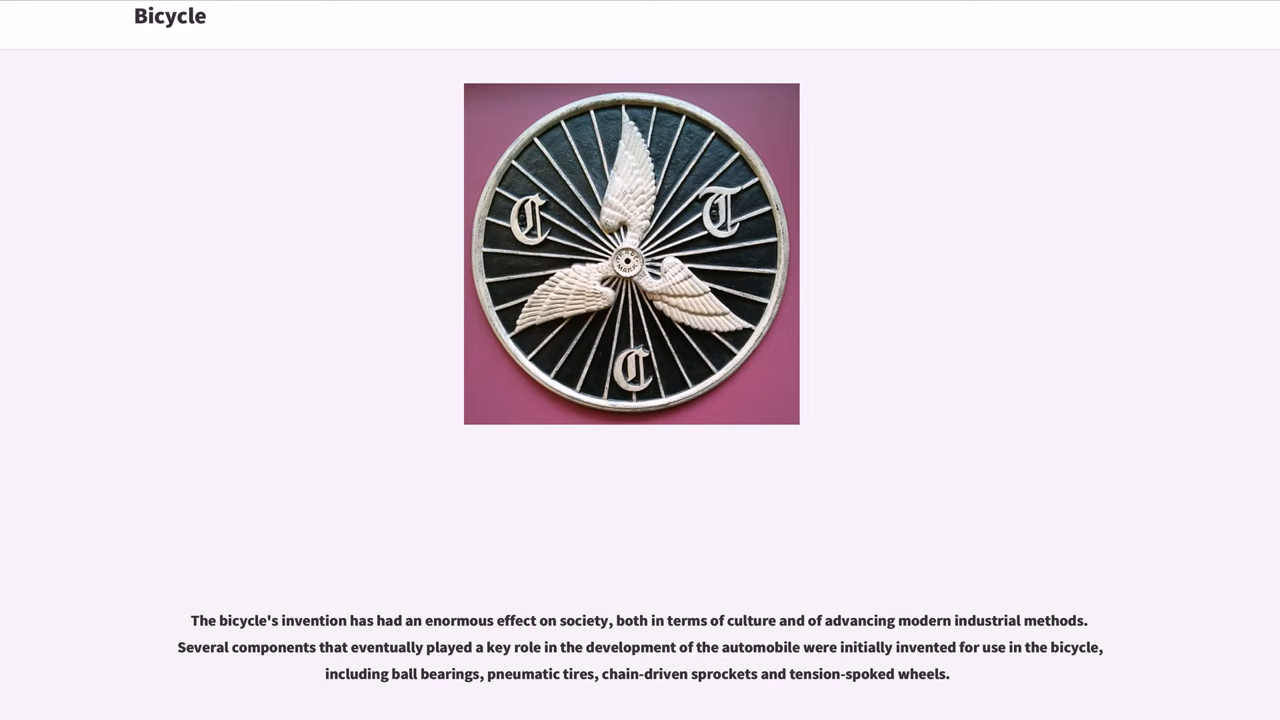 Bicycle
C T
C
The bicycle's invention has had an enormous effect on society, both in terms of culture and of advancing modern industrial methods.
Several components that eventually played a key role in the development of the automobile were initially invented for use in the bicycle,
including ball bearings, pneumatic tires, chain-driven sprockets and tension-spoked wheels.